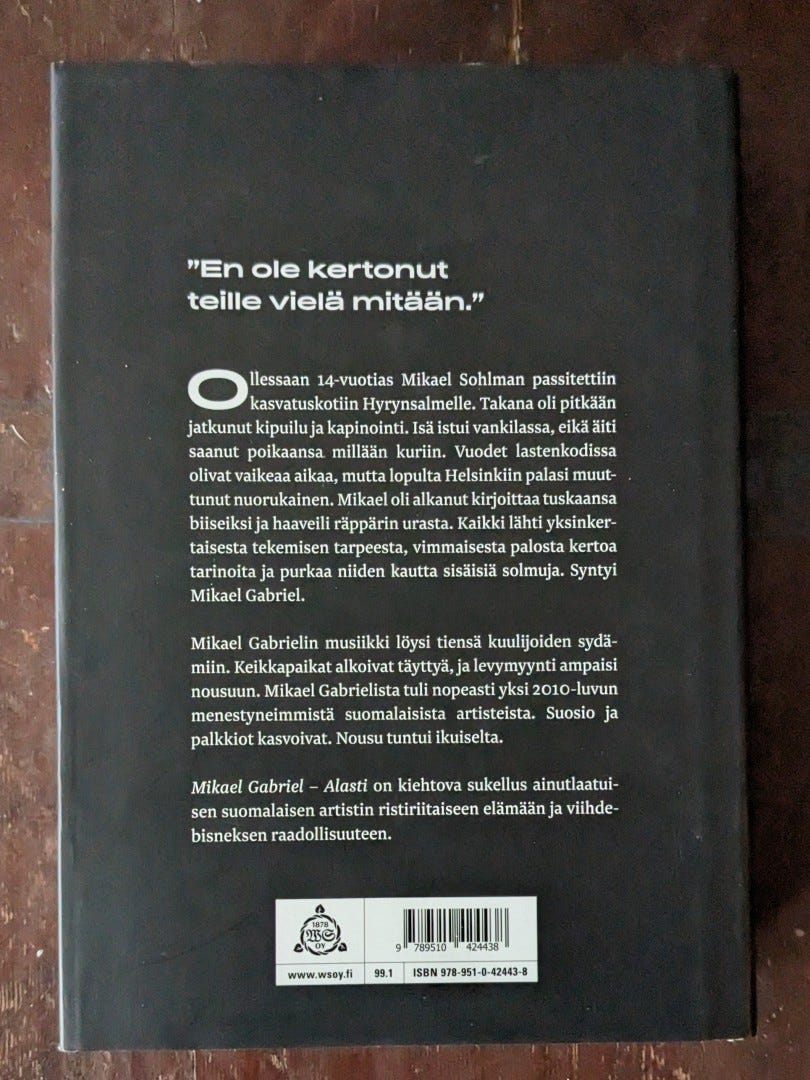 ”En ole kertonut
teille vielä mitään.”
Ollessaan 14-vuotias Mikael Sohlman passitettiin
kasvatuskotiin Hyrynsalmelle. Takana oli pitkään
jatkunut kipuilu ja kapinointi. Isä istui vankilassa, eikä äiti
saanut poikaansa millään kuriin. Vuodet lastenkodissa
olivat vaikeaa aikaa, mutta lopulta Helsinkiin palasi muut-
tunut nuorukainen. Mikael oli alkanut kirjoittaa tuskaansa
biiseiksi ja haaveili räppärin urasta. Kaikki lähti yksinker-
taisesta tekemisen tarpeesta, vimmaisesta palosta kertoa
tarinoita ja purkaa niiden kautta sisäisiä solmuja. Syntyi
Mikael Gabriel.
Mikael Gabrielin musiikki löysi tiensä kuulijoiden sydä-
miin. Keikkapaikat alkoivat täyttyä, ja levymyynti ampaisi
nousuun. Mikael Gabrielista tuli nopeasti yksi 2010-luvun
menestyneimmistä suomalaisista artisteista. Suosio ja
palkkiot kasvoivat. Nousu tuntui ikuiselta.
Mikael Gabriel – Alasti on kiehtova sukellus ainutlaatui-
sen suomalaisen artistin ristiriitaiseen elämään ja viihde-
bisneksen raadollisuuteen.
1878
WS
OY
9 789510 424438
www.wsoy.fi 99.1 ISBN 978-951-0-42443-8